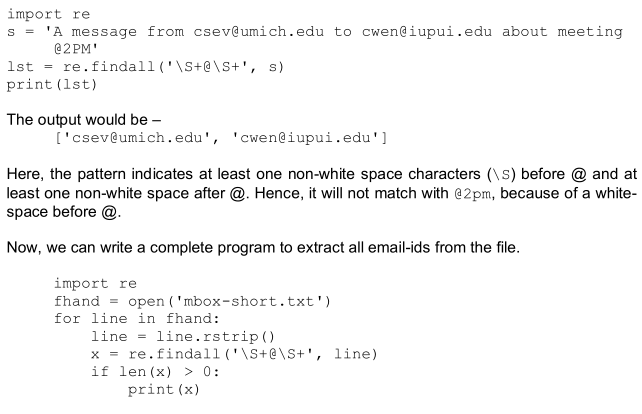 import re
s = 'A message from csev@umich.edu to cwen@iupui.edu about meeting
@2PM'
lst = re.findall('\S+@\S+', s)
print(lst)
The output would be –
['csev@umich.edu', 'cwen@iupui.edu']
Here, the pattern indicates at least one non-white space characters (\S) before @ and at
least one non-white space after @. Hence, it will not match with @2pm, because of a white-
space before @.
Now, we can write a complete program to extract all email-ids from the file.
import re
fhand = open('mbox-short.txt')
for line in fhand:
line = line.rstrip()
x = re.findall('\S+@\S+', line)
if len(x) > 0:
print(x)